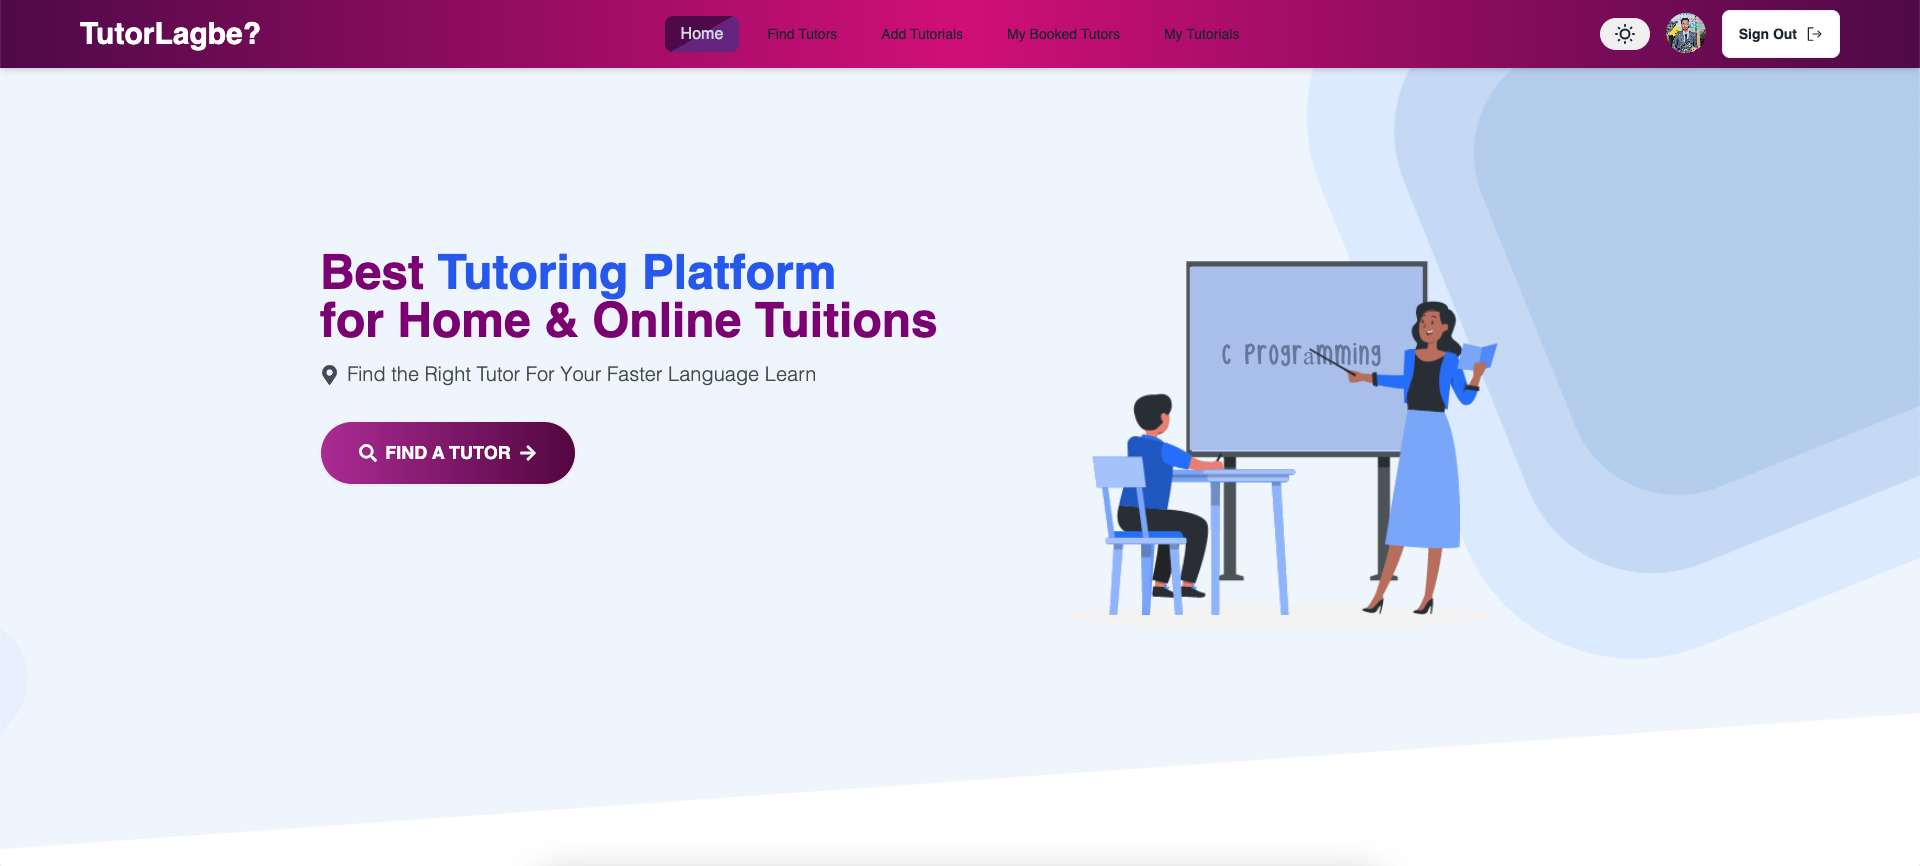 TutorLagbe?
Home
Find Tutors
Add Tutorials
My Booked Tutors
My Tutorials
Sign Out
Best Tutoring Platform
for Home & Online Tuitions
Find the Right Tutor For Your Faster Language Learn
FIND A TUTOR
C Programming